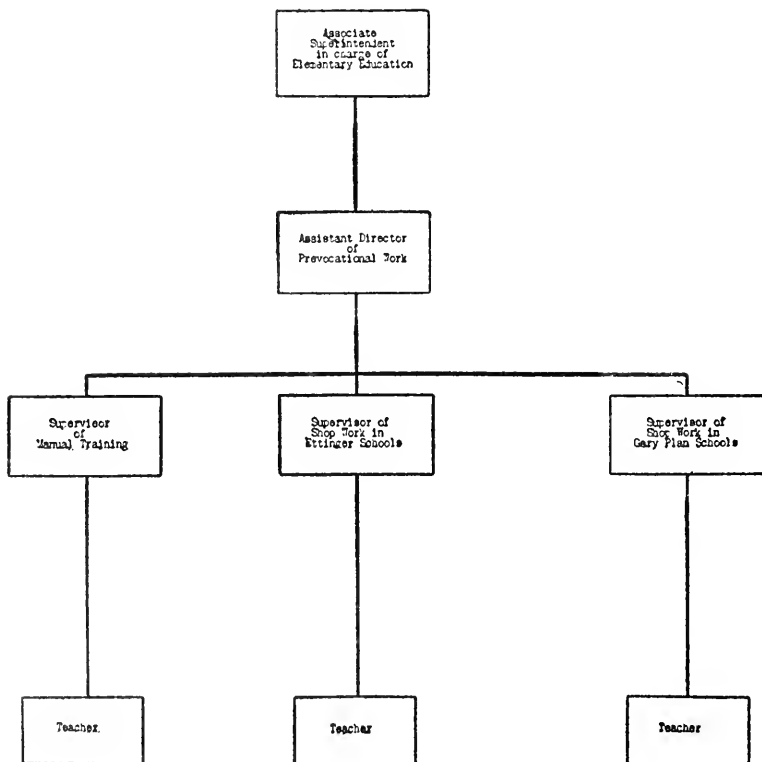 Associate
Superintendent
in charge of
Elementary Education
Assistant Director
of
Prevocational Work
Supervisor
of
Manual Training
Supervisor of
Shop Work in
Ettinger Schools
Supervisor of
Shop Work in
Gary Plan Schools
Teacher
Teacher
Teacher